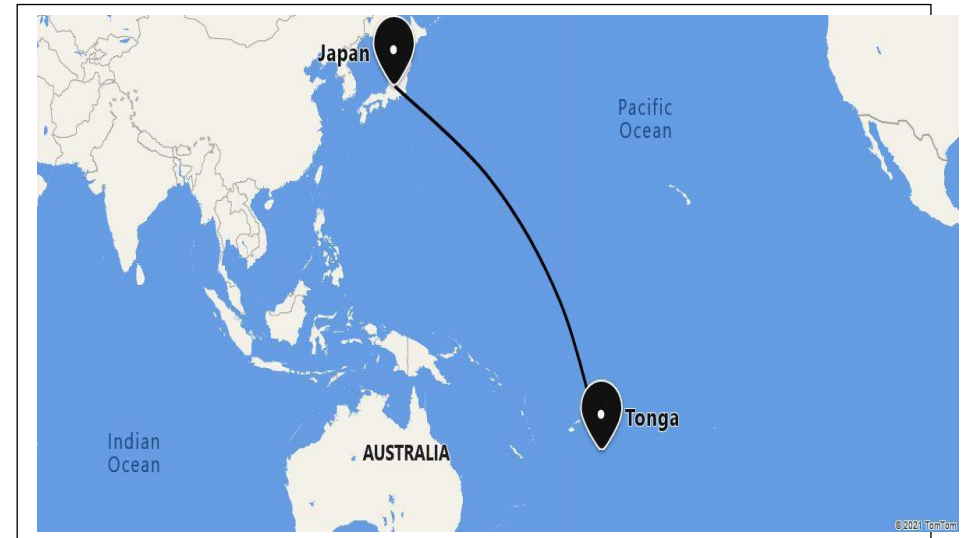 Japan
Pacific
Ocean
Tonga
Indian
Ocean
AUSTRALIA
©2021 TomTom